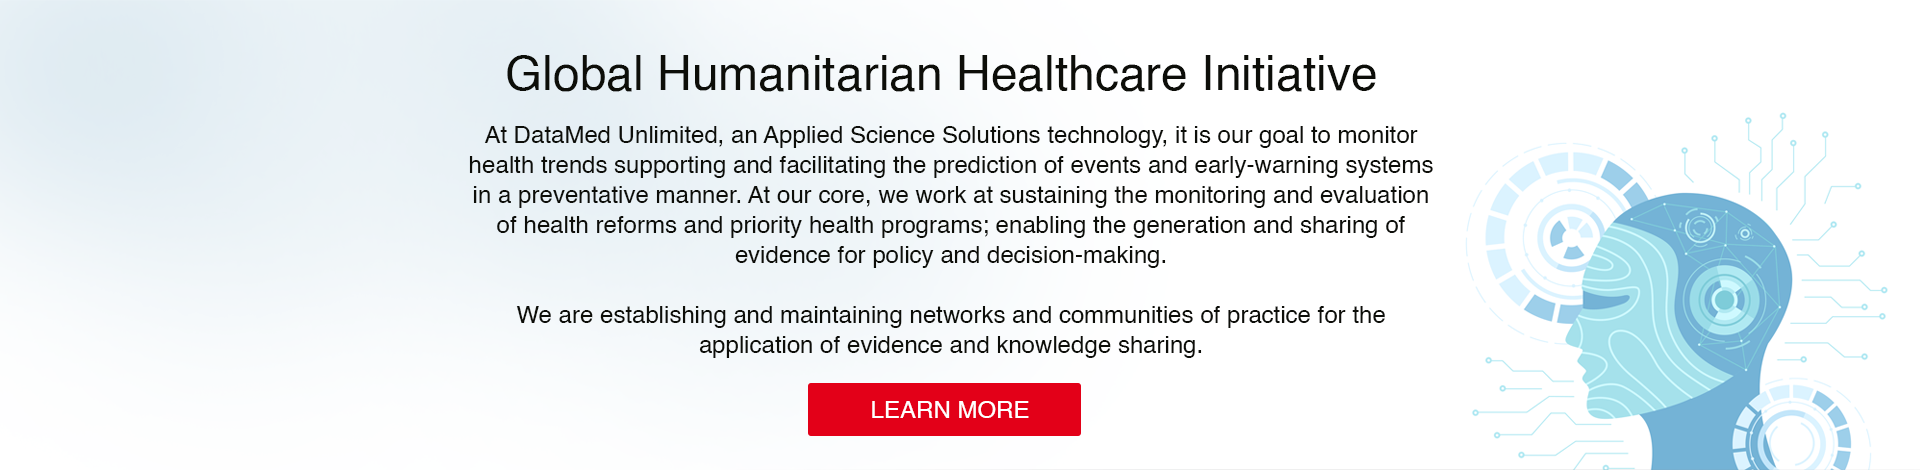 Global Humanitarian Healthcare Initiative
At DataMed Unlimited, an Applied Science Solutions technology, it is our goal to monitor
health trends supporting and facilitating the prediction of events and early-warning systems
in a preventative manner. At our core, we work at sustaining the monitoring and evaluation
of health reforms and priority health programs; enabling the generation and sharing of
evidence for policy and decision-making.
We are establishing and maintaining networks and communities of practice for the
application of evidence and knowledge sharing.
LEARN MORE